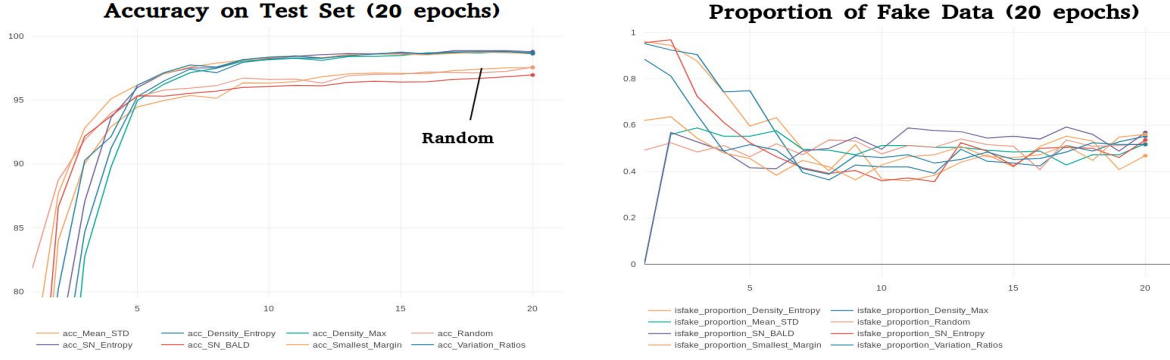 Accuracy on Test Set (20 epochs)
100
95
90
85
80
5
10
15
20
Random
acc_Mean_STD
acc_Density_Entropy
acc_Density_Max
acc_Random
acc_SN_Entropy
acc_SN_BALD
acc_Smallest_Margin
acc_Variation_Ratios
Proportion of Fake Data (20 epochs)
1
0.8
0.6
0.4
0.2
0
5
10
15
20
isfake_proportion_Density_Entropy
isfake_proportion_Density_Max
isfake_proportion_Mean_STD
isfake_proportion_Random
isfake_proportion_SN_BALD
isfake_proportion_SN_Entropy
isfake_proportion_Smallest_Margin
isfake_proportion_Variation_Ratios